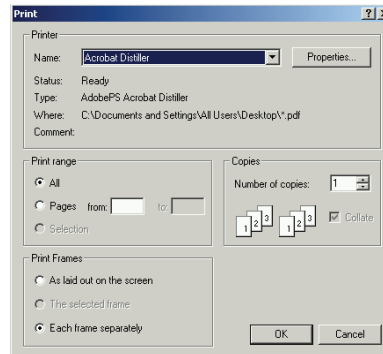 Print
Printer
Name: Acrobat Distiller Properties...
Status: Ready
Type: AdobePS Acrobat Distiller
Where: C:\Documents and Settings\All Users\Desktop\*.pdf
Comment:
Print range
All
Pages from: to:
Selection
Copies
Number of copies: 1
1 2 3 1 2 3
Collate
Print Frames
As laid out on the screen
The selected frame
Each frame separately
OK Cancel